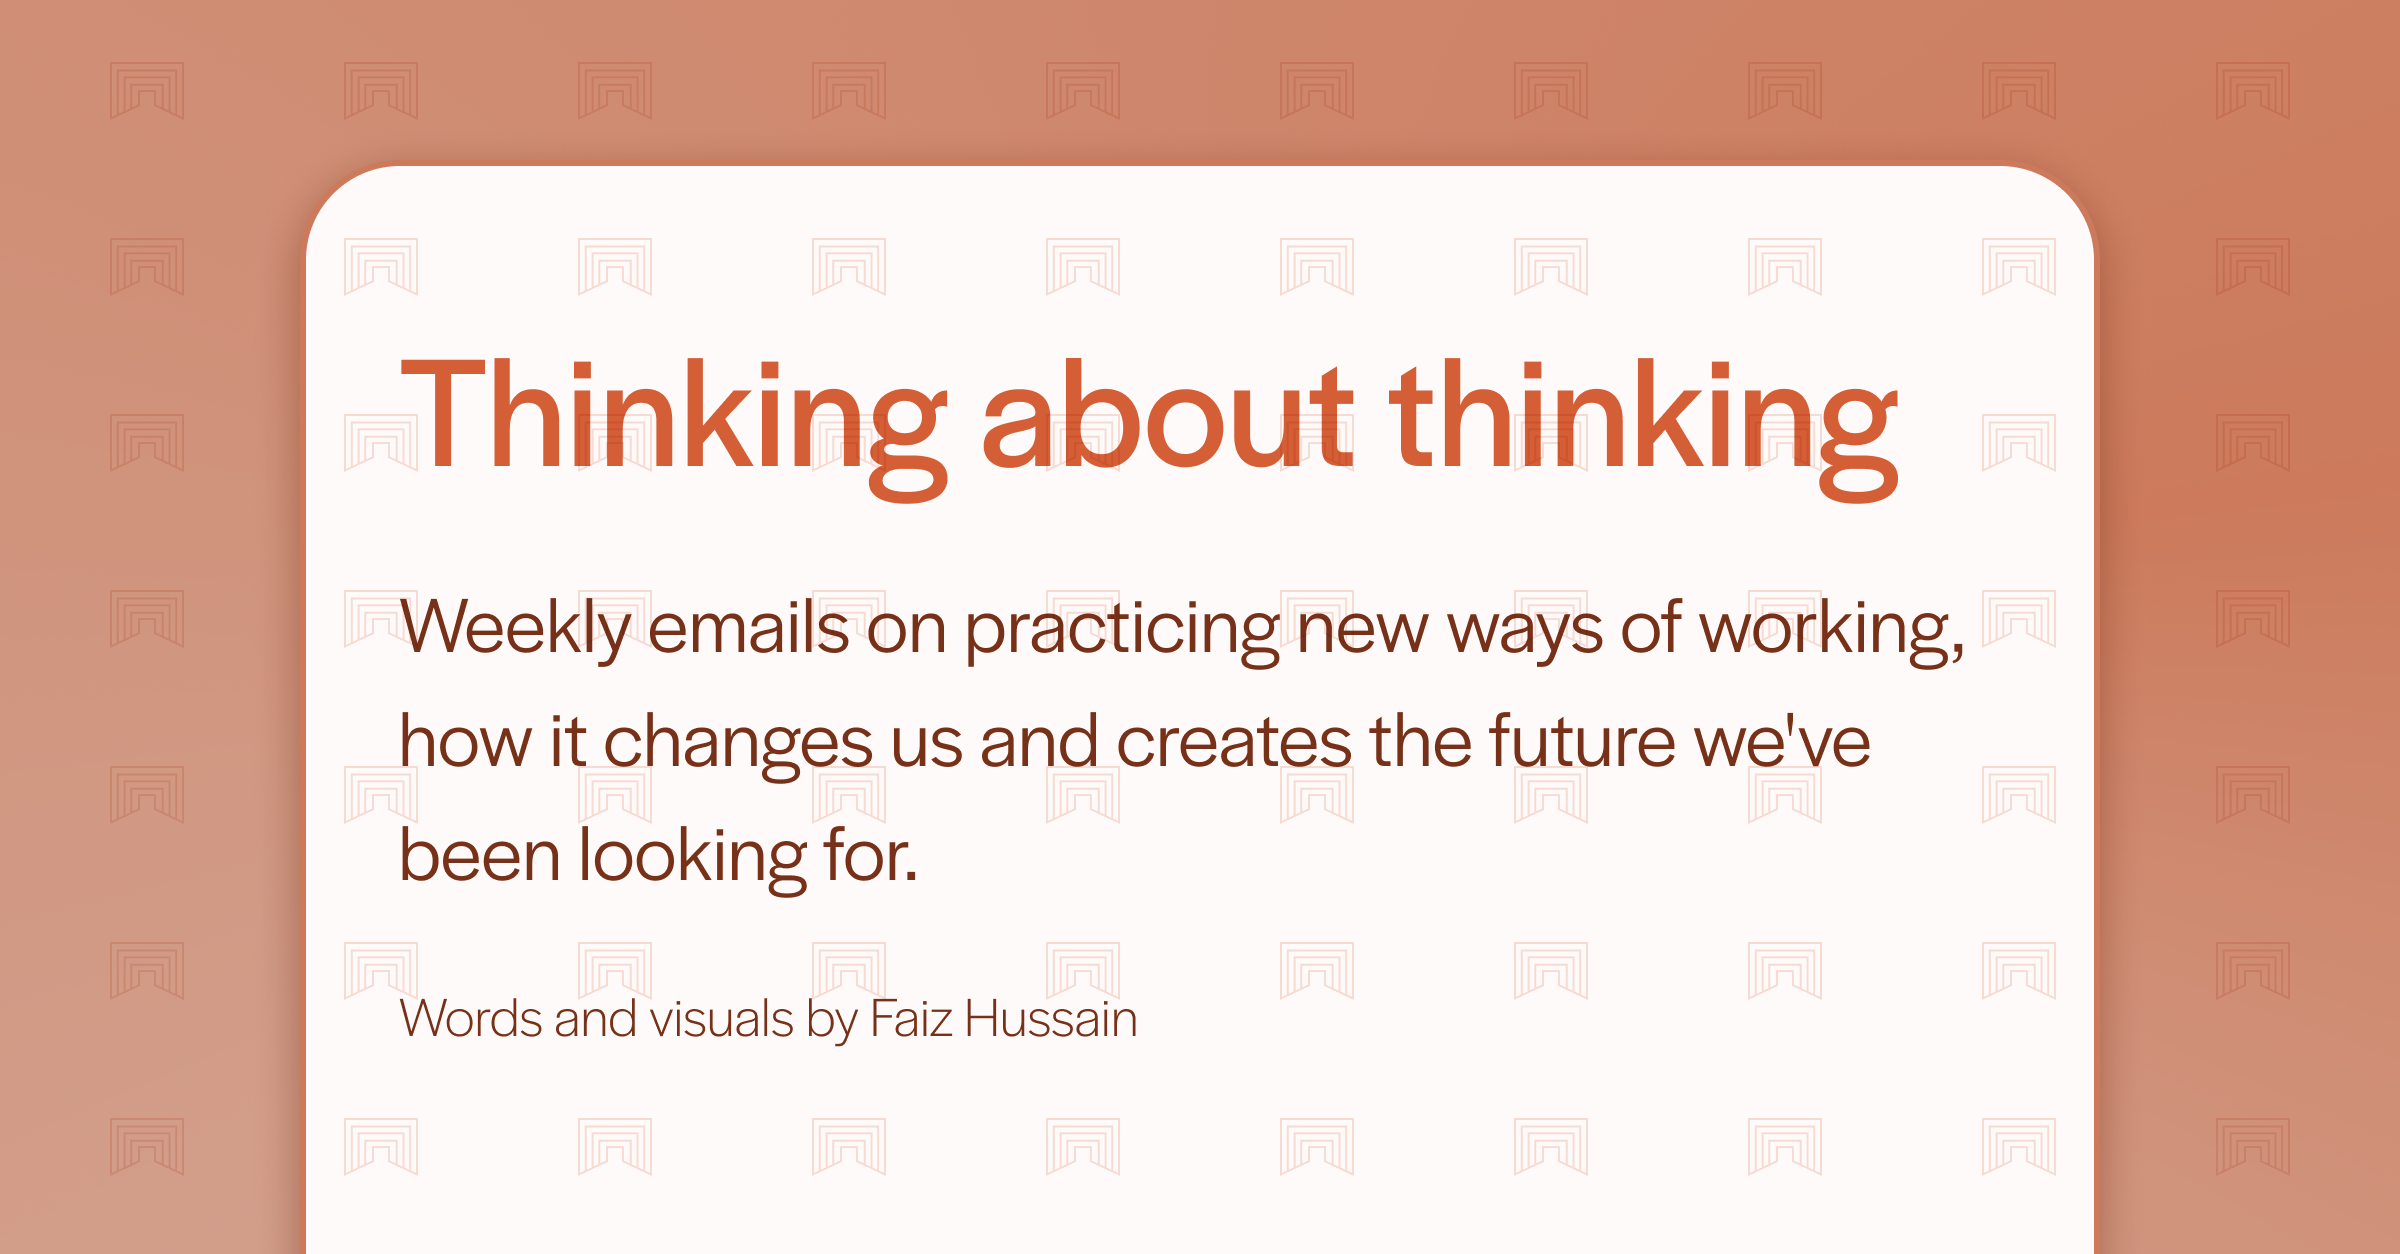 Thinking about thinking
Weekly emails on practicing new ways of working,
how it changes us and creates the future we've
been looking for.
Words and visuals by Faiz Hussain